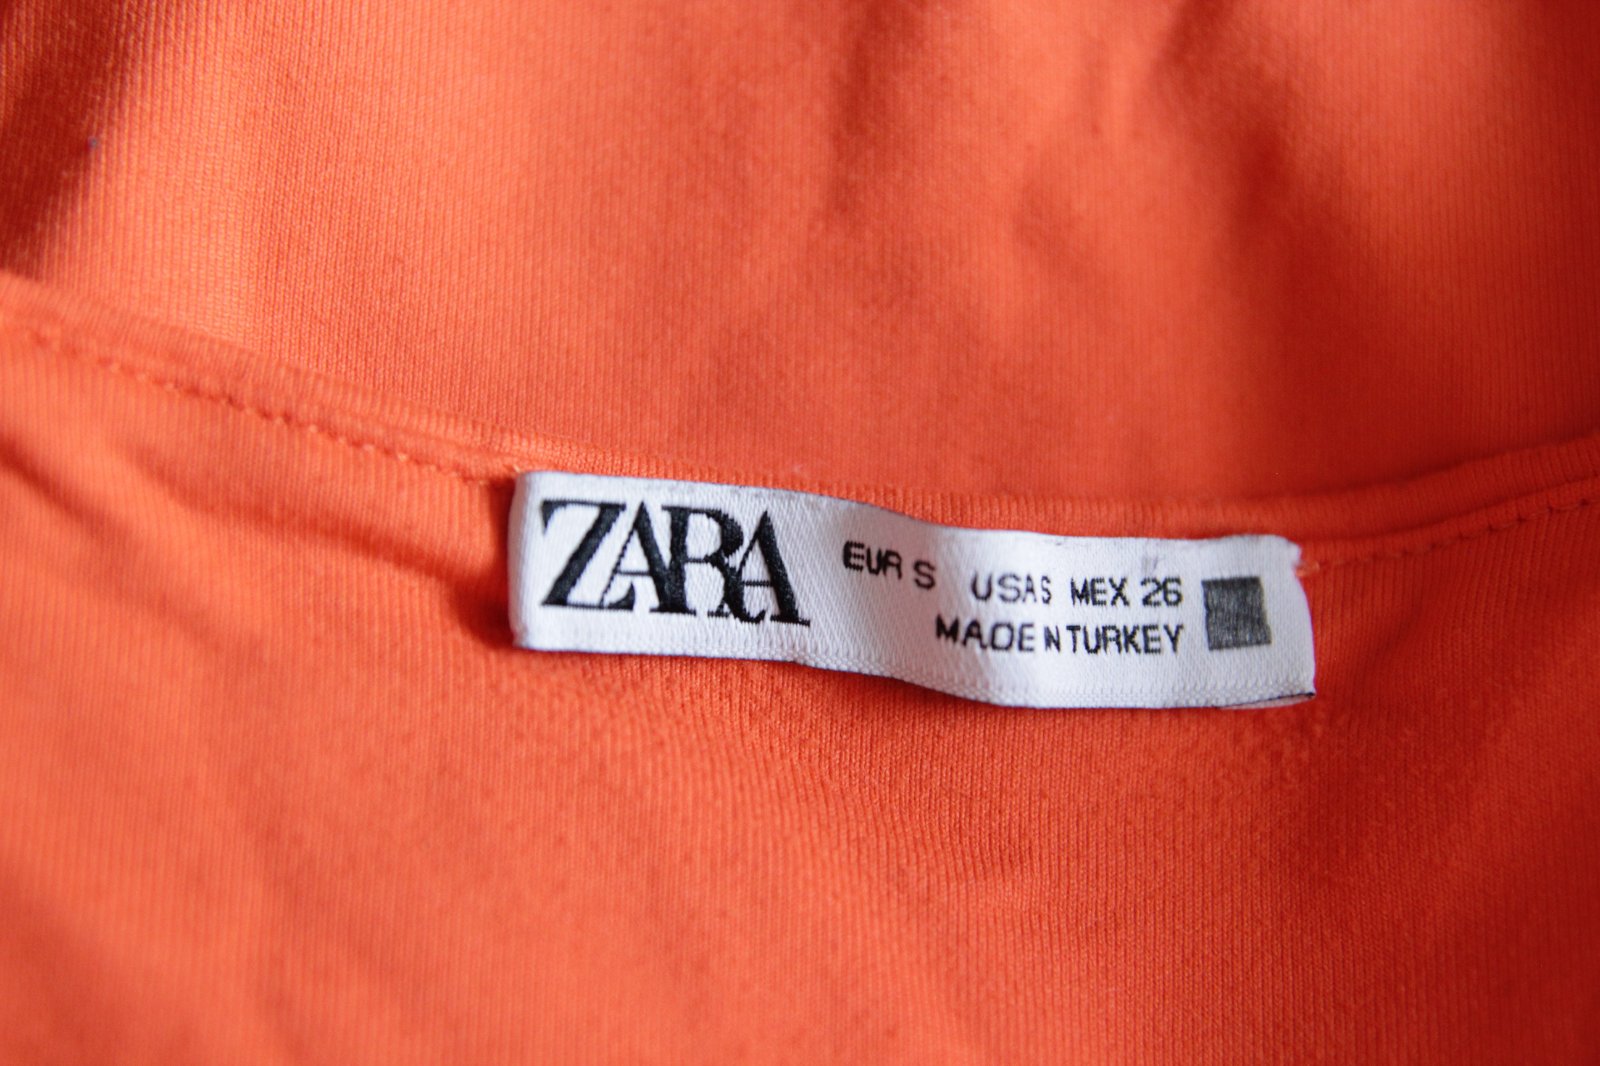 ZARA
EUR S USA S MEX 26
MADE IN TURKEY